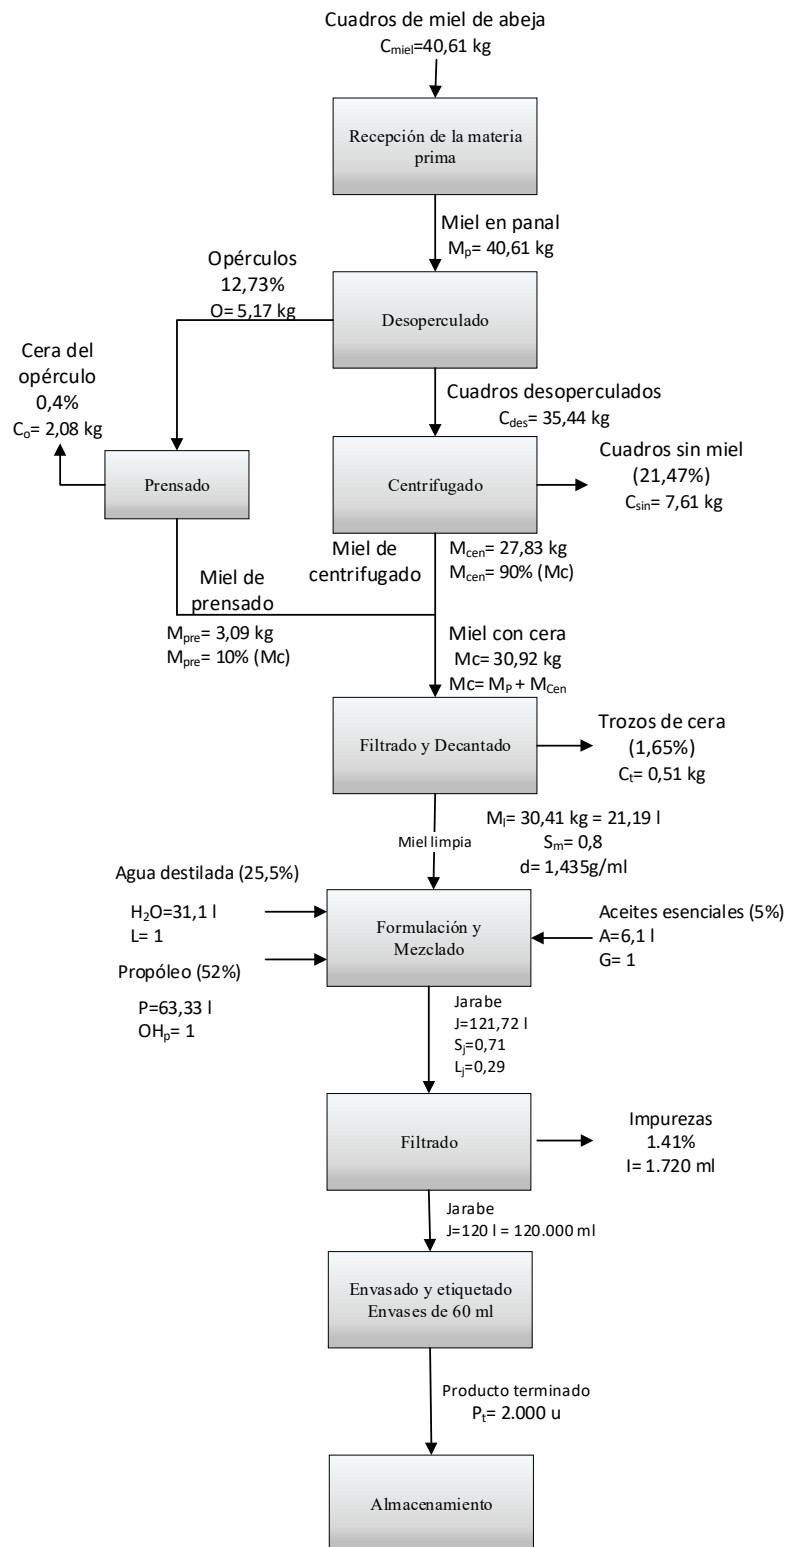 Cuadros de miel de abeja
Cmiel=40,61 kg
Recepción de la materia
prima
Miel en panal
Mp= 40,61 kg
Opérculos
12,73%
O= 5,17 kg
Desoperculado
Cera del
opérculo
0,4%
Co= 2,08 kg
Cuadros desoperculados
Cdes= 35,44 kg
Prensado
Centrifugado
Cuadros sin miel
(21,47%)
Csin= 7,61 kg
Miel de
centrifugado
Mcen= 27,83 kg
Mcen= 90% (Mc)
Miel de
prensado
Mpre= 3,09 kg
Mpre= 10% (Mc)
Miel con cera
Mc= 30,92 kg
Mc= MP + MCen
Filtrado y Decantado
Trozos de cera
(1,65%)
Ct= 0,51 kg
Miel limpia
Ml= 30,41 kg = 21,19 l
Sm= 0,8
d= 1,435g/ml
Agua destilada (25,5%)
H2O=31,1 l
L= 1
Propóleo (52%)
P=63,33 l
OHp= 1
Formulación y
Mezclado
Aceites esenciales (5%)
A=6,1 l
G= 1
Jarabe
J=121,72 l
Sj=0,71
Lj=0,29
Filtrado
Impurezas
1.41%
I= 1.720 ml
Jarabe
J=120 l = 120.000 ml
Envasado y etiquetado
Envases de 60 ml
Producto terminado
Pt= 2.000 u
Almacenamiento